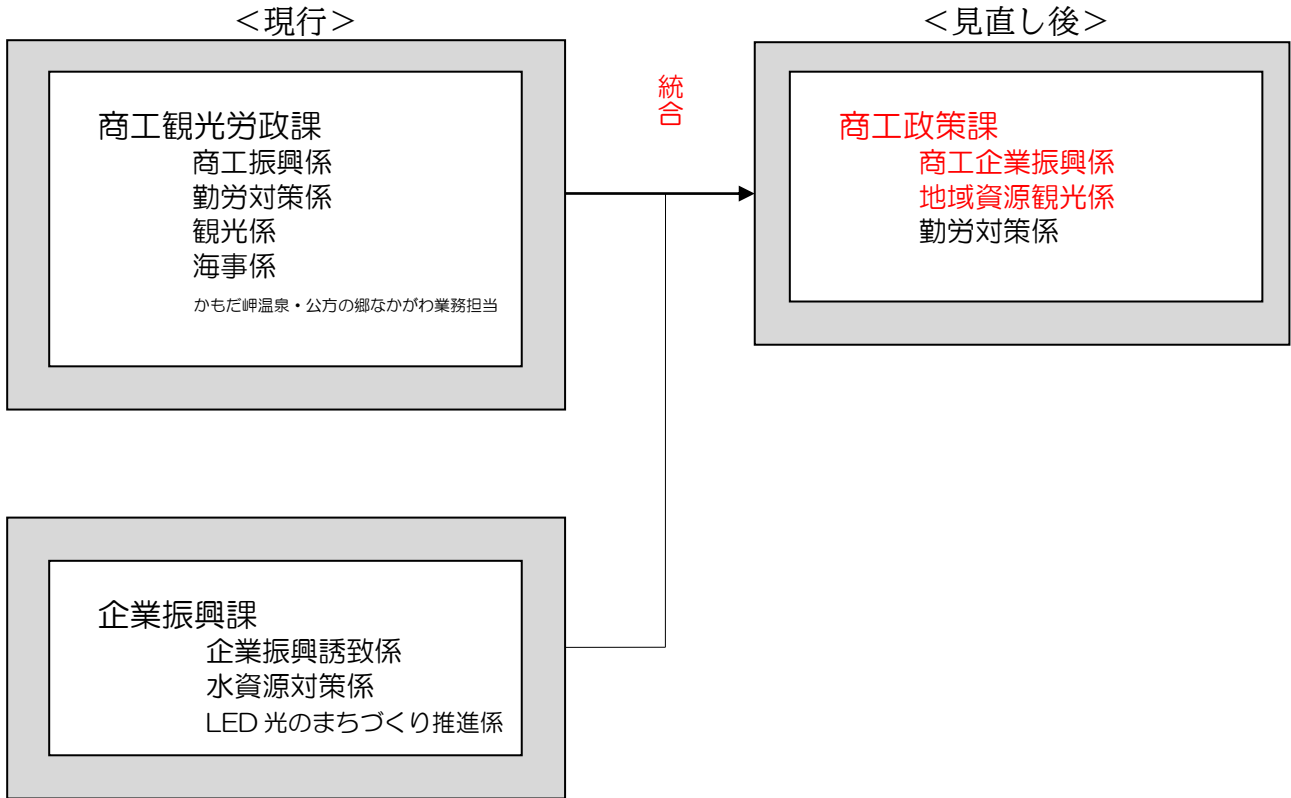 ＜現行＞
＜見直し後＞
商工観光労政課
商工振興係
勤労対策係
観光係
海事係
かもだ岬温泉・公方の郷なかがわ業務担当
統合
商工政策課
商工企業振興係
地域資源観光係
勤労対策係
企業振興課
企業振興誘致係
水資源対策係
LED 光のまちづくり推進係